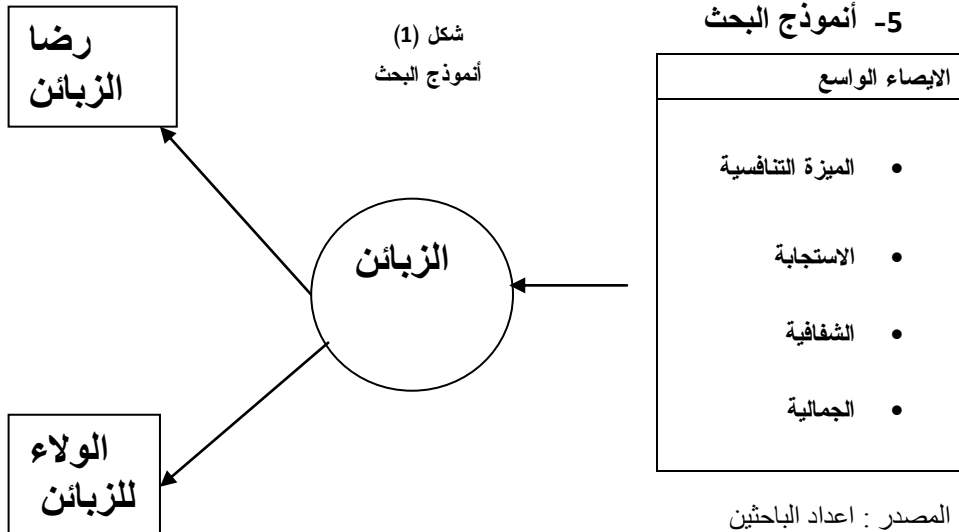 5- أنموذج البحث
شكل (1)
أنموذج البحث
الايصاء الواسع
• الميزة التنافسية
• الاستجابة
• الشفافية
• الجمالية
الزبائن
رضا
الزبائن
الولاء
للزبائن
المصدر : اعداد الباحثين